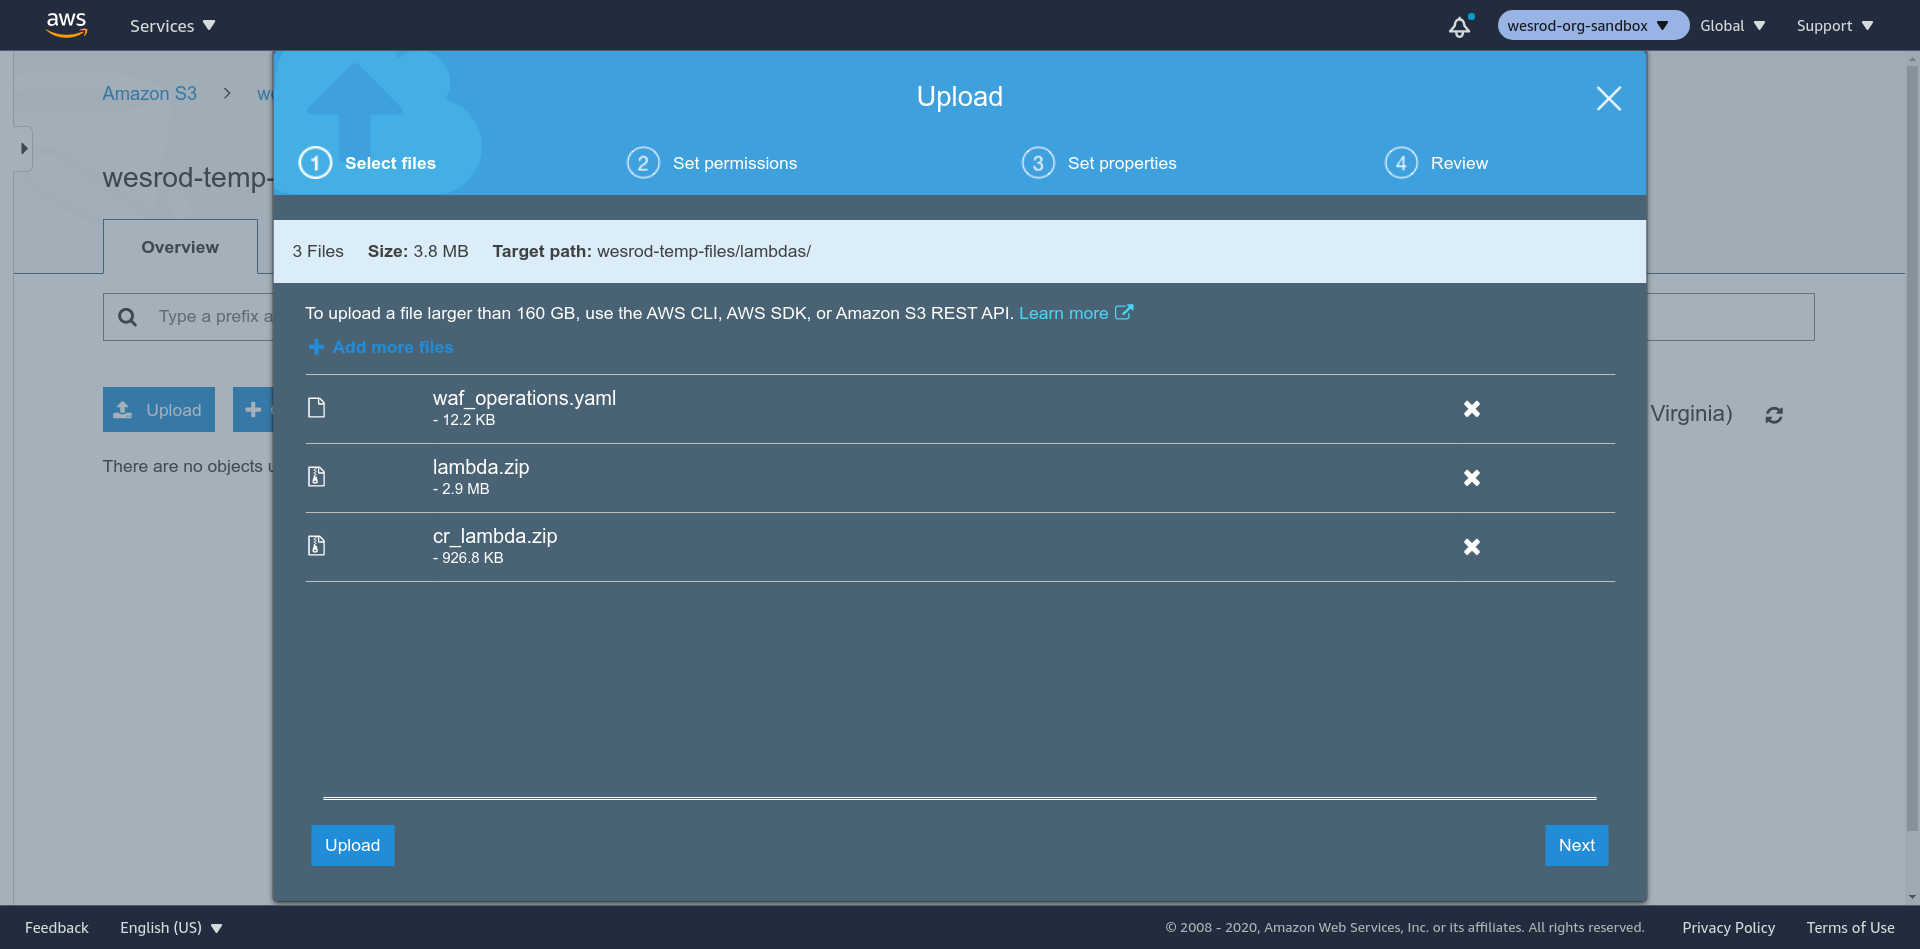 aws Services wesrod-org-sandbox Global Support
Amazon S3
Upload
1 Select files 2 Set permissions 3 Set properties 4 Review
wesrod-temp-
Overview
3 Files Size: 3.8 MB Target path: wesrod-temp-files/lambdas/
To upload a file larger than 160 GB, use the AWS CLI, AWS SDK, or Amazon S3 REST API. Learn more
Type a prefix a
Add more files
waf_operations.yaml
- 12.2 KB
Upload
Virginia)
There are no objects
lambda.zip
- 2.9 MB
cr_lambda.zip
- 926.8 KB
Upload Next
Feedback English (US) © 2008 - 2020, Amazon Web Services, Inc. or its affiliates. All rights reserved. Privacy Policy Terms of Use